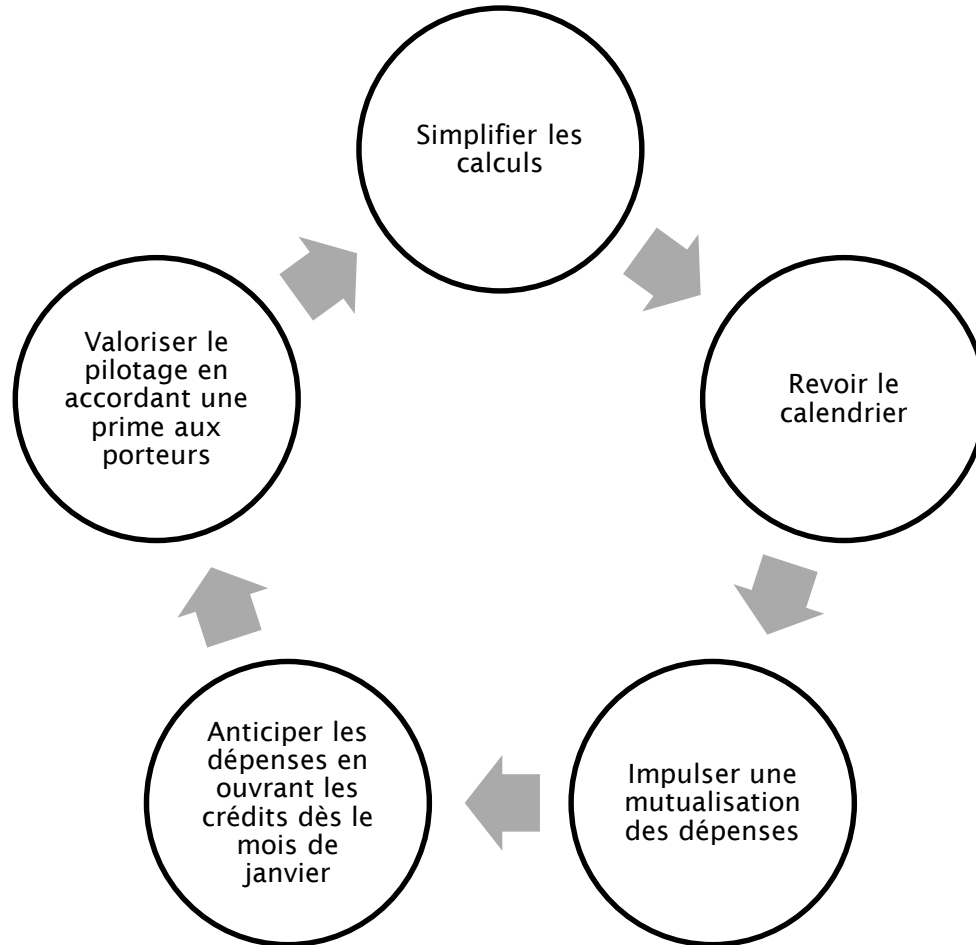 Simplifier les
calculs
Revoir le
calendrier
Impulser une
mutualisation
des dépenses
Anticiper les
dépenses en
ouvrant les
crédits dès le
mois de
janvier
Valoriser le
pilotage en
accordant une
prime aux
porteurs